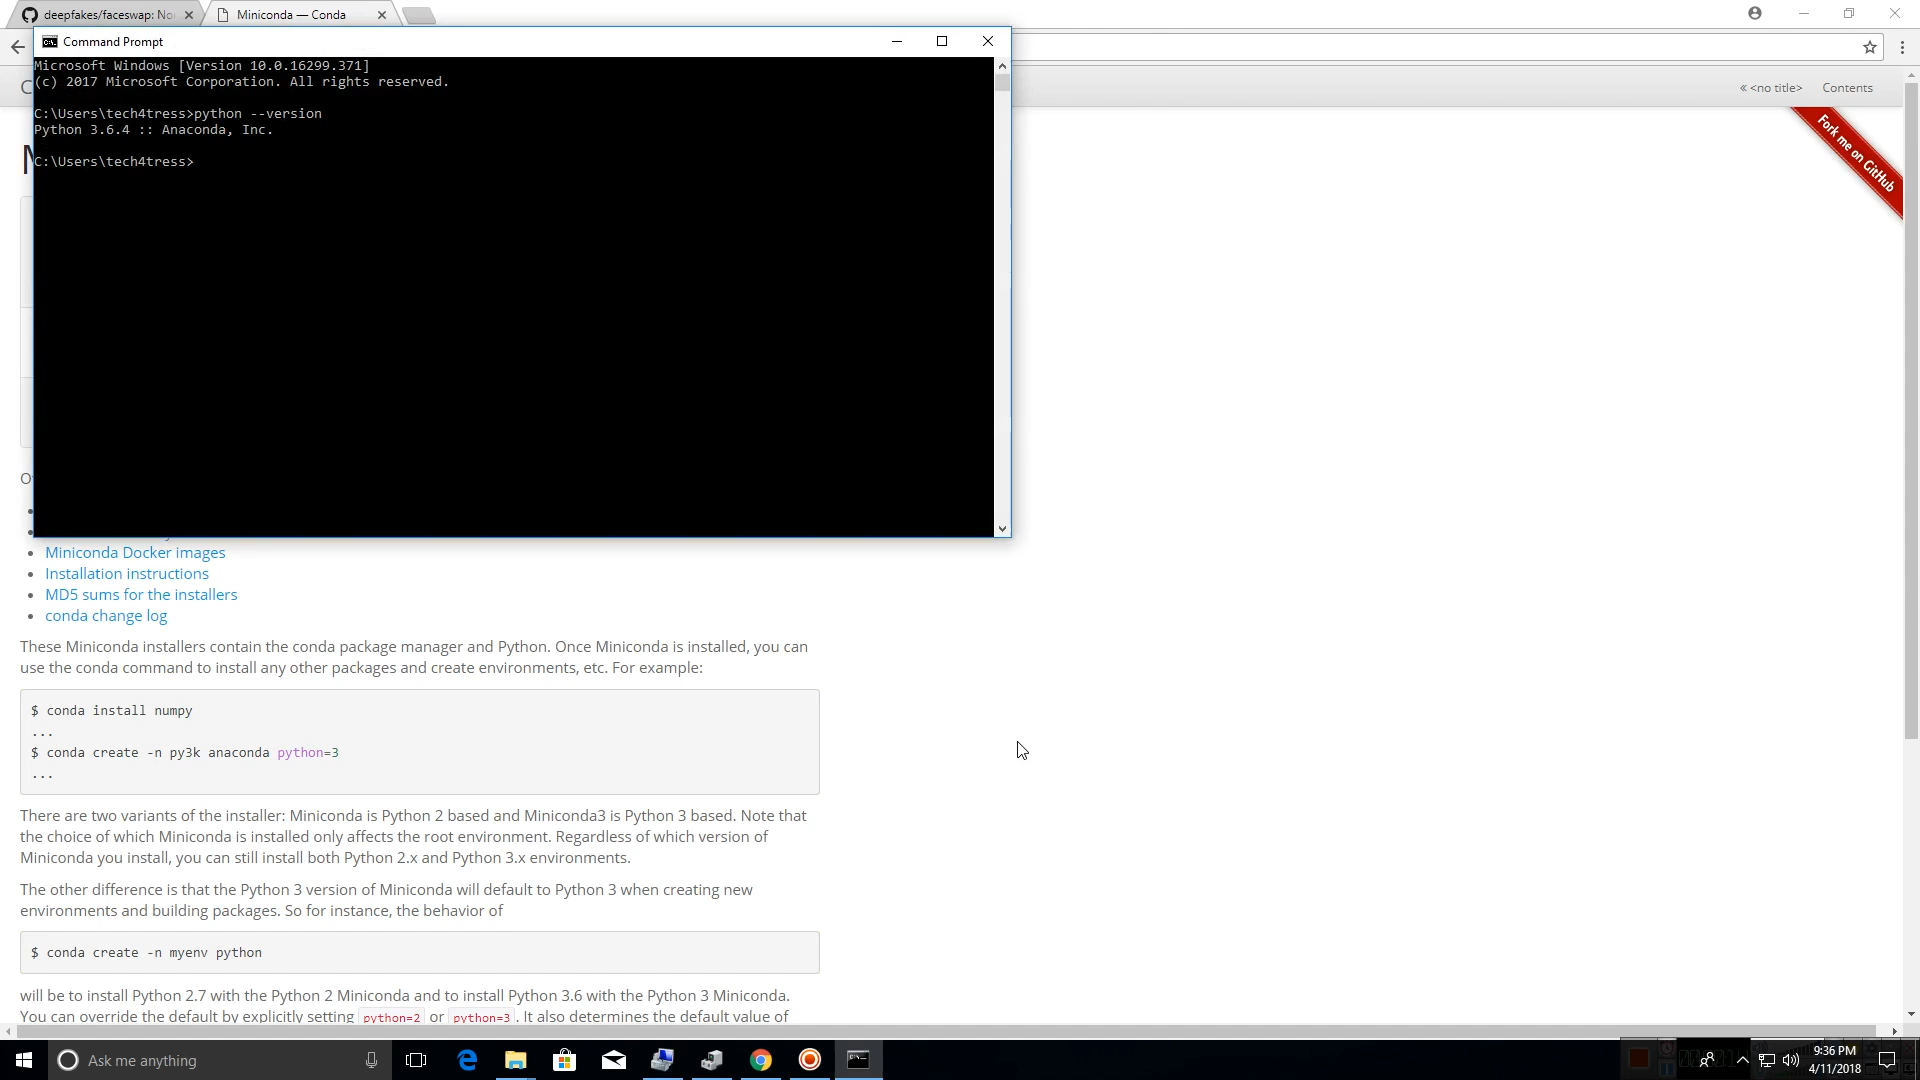 deepfakes/faceswap: No
Miniconda — Conda
Command Prompt
Microsoft Windows [Version 10.0.16299.371]
(c) 2017 Microsoft Corporation. All rights reserved.
C:\Users\tech4tress>python --version
Python 3.6.4 :: Anaconda, Inc.
C:\Users\tech4tress>
« <no title>
Contents
Fork me on GitHub
Miniconda Docker images
Installation instructions
MD5 sums for the installers
conda change log
These Miniconda installers contain the conda package manager and Python. Once Miniconda is installed, you can
use the conda command to install any other packages and create environments, etc. For example:
$ conda install numpy
...
$ conda create -n py3k anaconda python=3
...
There are two variants of the installer: Miniconda is Python 2 based and Miniconda3 is Python 3 based. Note that
the choice of which Miniconda is installed only affects the root environment. Regardless of which version of
Miniconda you install, you can still install both Python 2.x and Python 3.x environments.
The other difference is that the Python 3 version of Miniconda will default to Python 3 when creating new
environments and building packages. So for instance, the behavior of
$ conda create -n myenv python
will be to install Python 2.7 with the Python 2 Miniconda and to install Python 3.6 with the Python 3 Miniconda.
You can override the default by explicitly setting python=2 or python=3. It also determines the default value of
Ask me anything
9:36 PM
4/11/2018